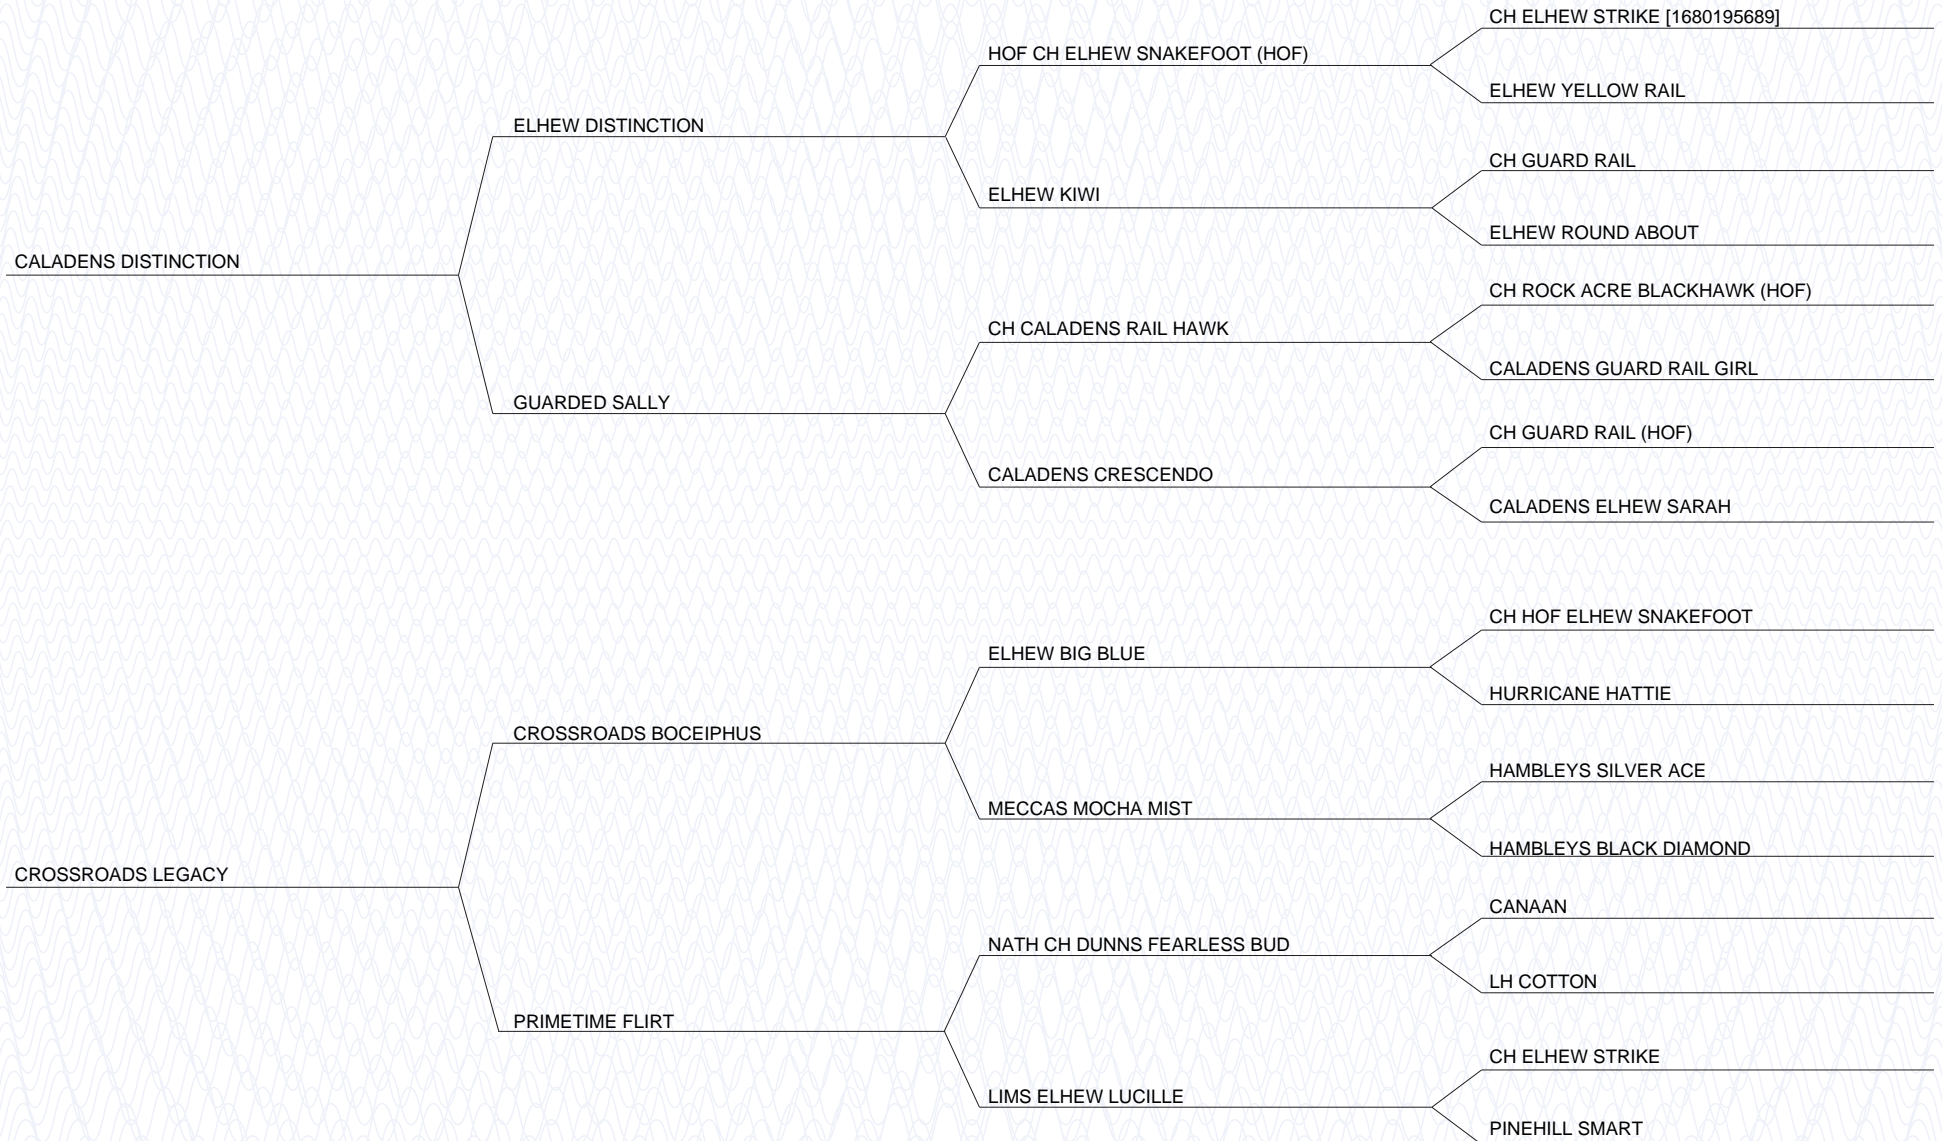 CH ELHEW STRIKE [1680195689]
HOF CH ELHEW SNAKEFOOT (HOF)
ELHEW YELLOW RAIL
ELHEW DISTINCTION
CH GUARD RAIL
ELHEW KIWI
ELHEW ROUND ABOUT
CALADENS DISTINCTION
CH ROCK ACRE BLACKHAWK (HOF)
CH CALADENS RAIL HAWK
CALADENS GUARD RAIL GIRL
GUARDED SALLY
CH GUARD RAIL (HOF)
CALADENS CRESCENDO
CALADENS ELHEW SARAH
CH HOF ELHEW SNAKEFOOT
ELHEW BIG BLUE
HURRICANE HATTIE
CROSSROADS BOCEIPHUS
HAMBLEYS SILVER ACE
MECCAS MOCHA MIST
HAMBLEYS BLACK DIAMOND
CROSSROADS LEGACY
CANAAN
NATH CH DUNNS FEARLESS BUD
LH COTTON
PRIMETIME FLIRT
CH ELHEW STRIKE
LIMS ELHEW LUCILLE
PINEHILL SMART